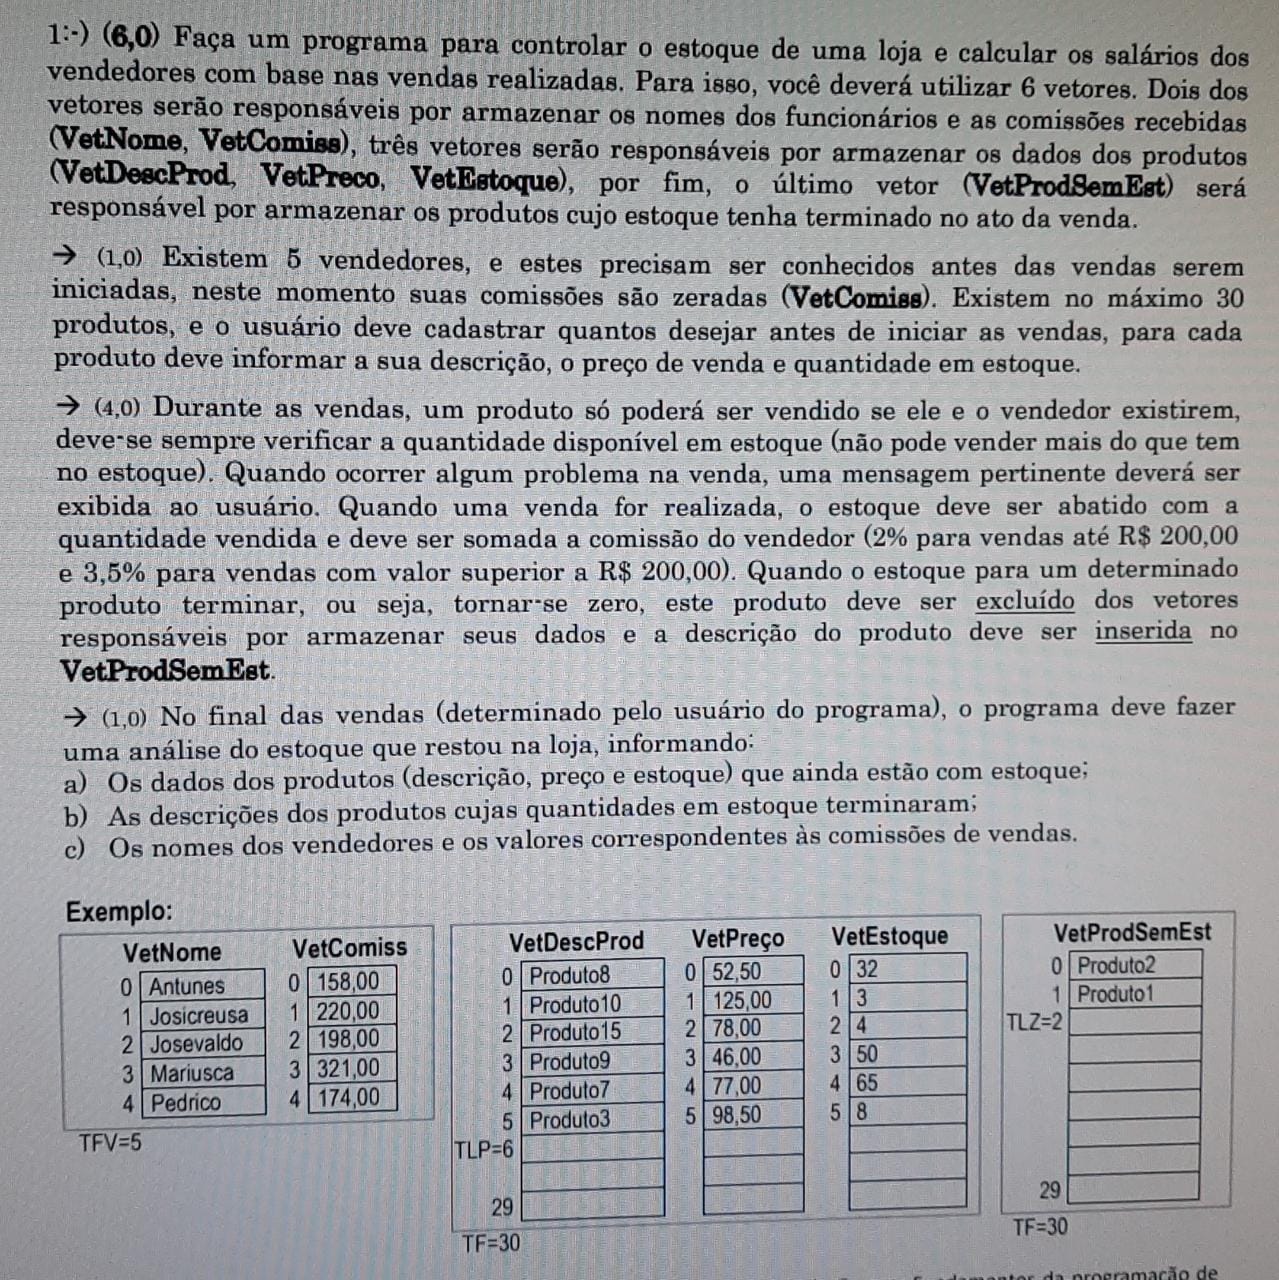 1:-) (6,0) Faça um programa para controlar o estoque de uma loja e calcular os salários dos
vendedores com base nas vendas realizadas. Para isso, você deverá utilizar 6 vetores. Dois dos
vetores serão responsáveis por armazenar os nomes dos funcionários e as comissões recebidas
(VetNome, VetComiss), três vetores serão responsáveis por armazenar os dados dos produtos
(VetDescProd, VetPreco, VetEstoque), por fim, o último vetor (VetProdSemEst) será
responsável por armazenar os produtos cujo estoque tenha terminado no ato da venda.
→ (1,0) Existem 5 vendedores, e estes precisam ser conhecidos antes das vendas serem
iniciadas, neste momento suas comissões são zeradas (VetComiss). Existem no máximo 30
produtos, e o usuário deve cadastrar quantos desejar antes de iniciar as vendas, para cada
produto deve informar a sua descrição, o preço de venda e quantidade em estoque.
→ (4,0) Durante as vendas, um produto só poderá ser vendido se ele e o vendedor existirem,
deve-se sempre verificar a quantidade disponível em estoque (não pode vender mais do que tem
no estoque). Quando ocorrer algum problema na venda, uma mensagem pertinente deverá ser
exibida ao usuário. Quando uma venda for realizada, o estoque deve ser abatido com a
quantidade vendida e deve ser somada a comissão do vendedor (2% para vendas até R$ 200,00
e 3,5% para vendas com valor superior a R$ 200,00). Quando o estoque para um determinado
produto terminar, ou seja, tornar-se zero, este produto deve ser excluído dos vetores
responsáveis por armazenar seus dados e a descrição do produto deve ser inserida no
VetProdSemEst.
→ (1,0) No final das vendas (determinado pelo usuário do programa), o programa deve fazer
uma análise do estoque que restou na loja, informando:
a) Os dados dos produtos (descrição, preço e estoque) que ainda estão com estoque;
b) As descrições dos produtos cujas quantidades em estoque terminaram;
c) Os nomes dos vendedores e os valores correspondentes às comissões de vendas.
Exemplo:
VetNome VetComiss VetDescProd VetPreço VetEstoque VetProdSemEst
0 Antunes 0 158,00 0 Produto8 0 52,50 0 32 0 Produto2
1 Josicreusa 1 220,00 1 Produto10 1 125,00 1 3 1 Produto1
2 Josevaldo 2 198,00 2 Produto15 2 78,00 2 4 TLZ=2
3 Mariusca 3 321,00 3 Produto9 3 46,00 3 50
4 Pedrico 4 174,00 4 Produto7 4 77,00 4 65
5 Produto3 5 98,50 5 8
TFV=5 TLP=6
29 29
TF=30 TF=30
da programação de